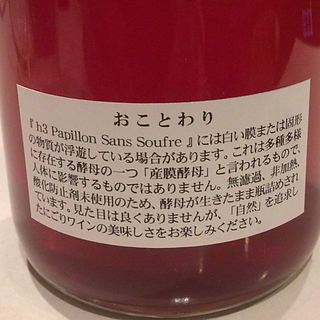 おことわり
『 h3 Papillon Sans Soufre 』には白い膜または固形
の物質が浮遊している場合があります。これは多種多様
に存在する酵母の一つ「産膜酵母」と言われるもので、
人体に影響するものではありません。無濾過、非加熱、
酸化防止剤未使用のため、酵母が生きたまま瓶詰めされ
ています。見た目は良くありませんが、「自然」を追求し
たにごりワインの美味しさをお楽しみください。